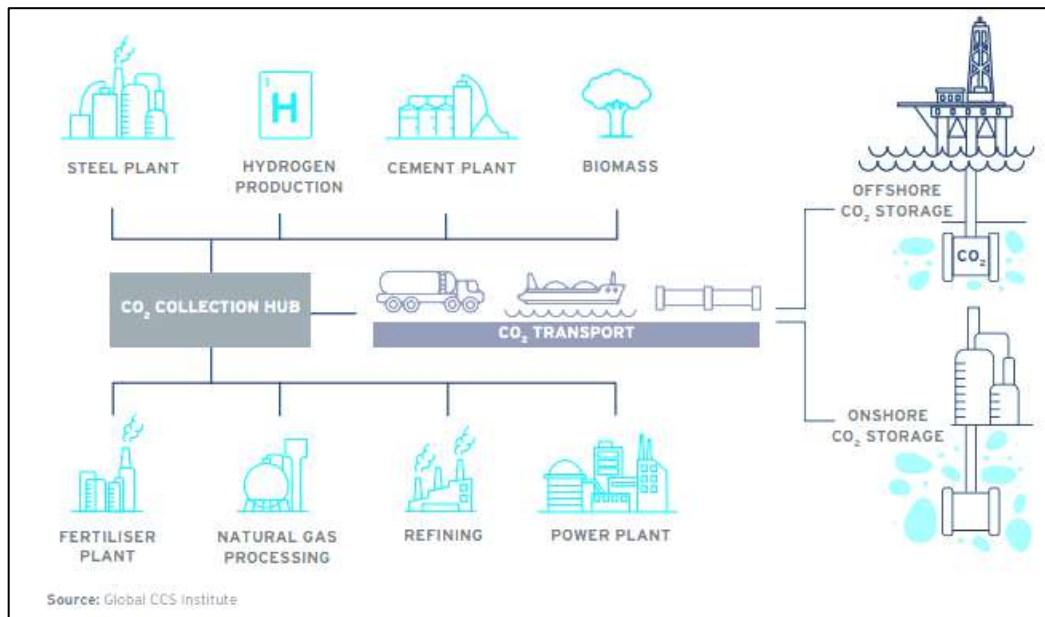 STEEL PLANT
HYDROGEN
PRODUCTION
CEMENT PLANT
BIOMASS
H
OFFSHORE
CO₂ STORAGE
CO₂
CO₂ COLLECTION HUB
CO₂ TRANSPORT
ONSHORE
CO₂ STORAGE
FERTILISER
PLANT
NATURAL GAS
PROCESSING
REFINING
POWER PLANT
Source: Global CCS Institute